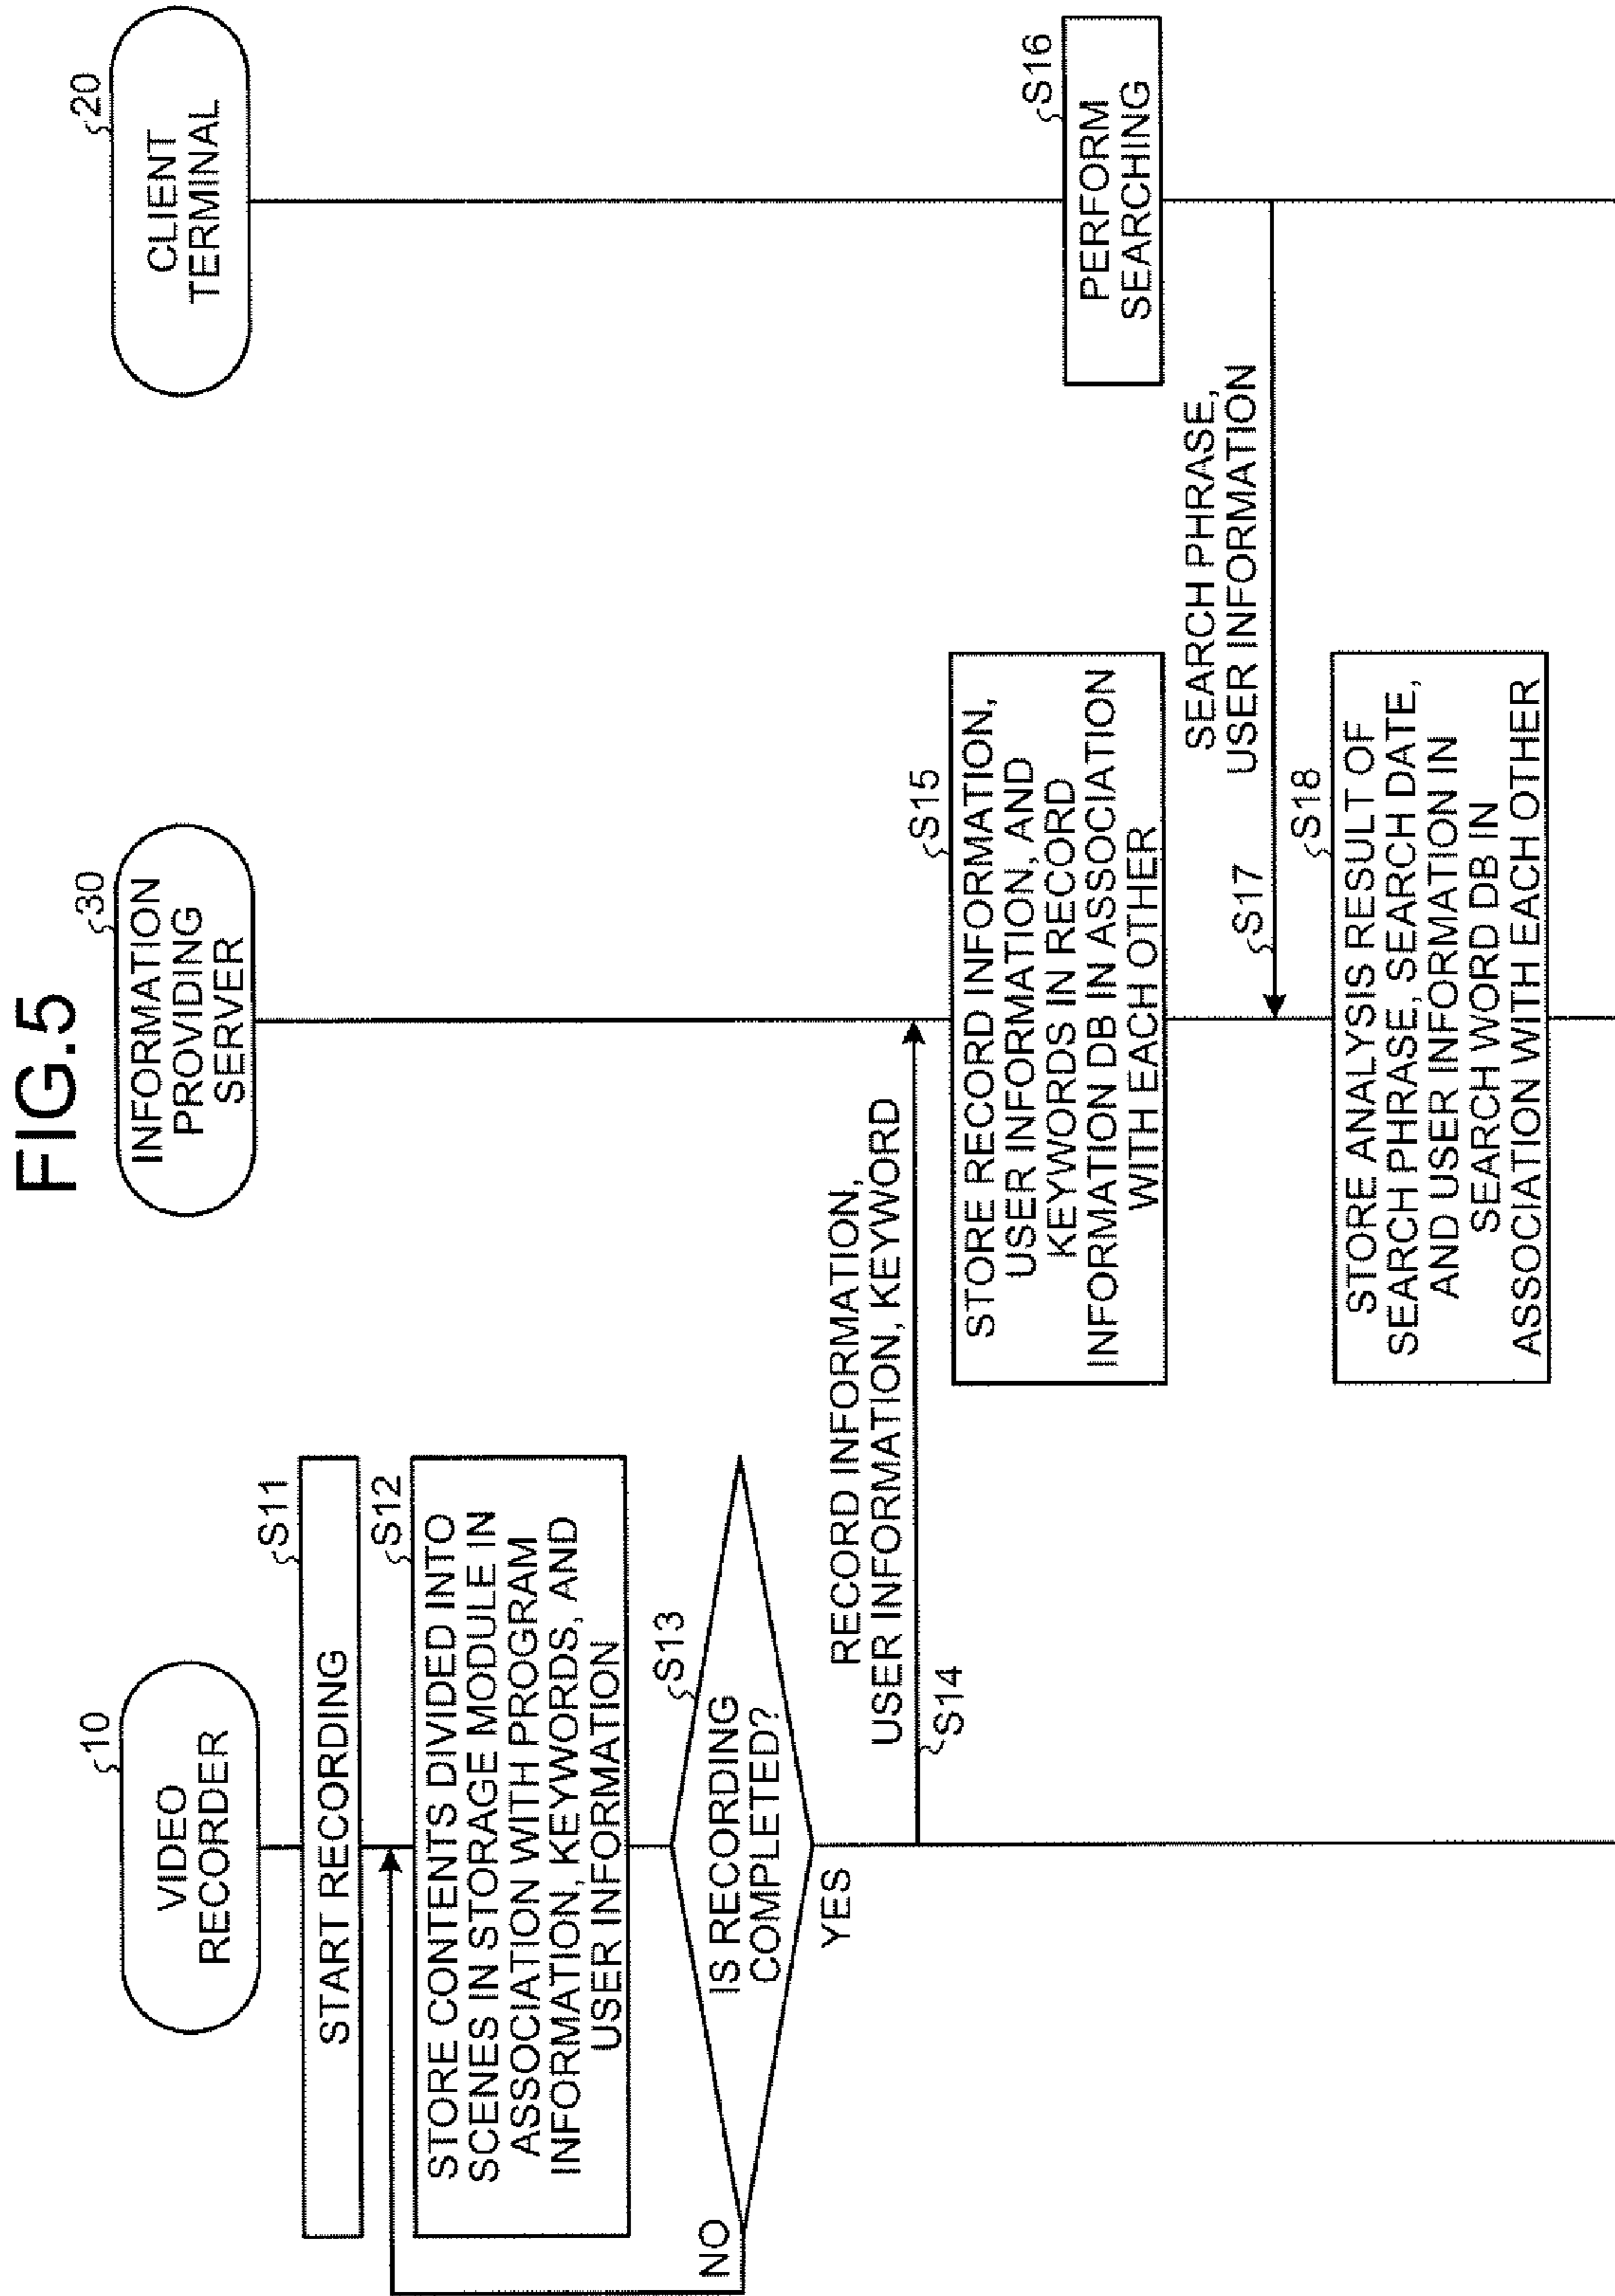 FIG.5
10
VIDEO
RECORDER
30
INFORMATION
PROVIDING
SERVER
20
CLIENT
TERMINAL
S11
START RECORDING
S12
STORE CONTENTS DIVIDED INTO
SCENES IN STORAGE MODULE IN
ASSOCIATION WITH PROGRAM
INFORMATION, KEYWORDS, AND
USER INFORMATION
S13
IS RECORDING
COMPLETED?
NO
YES
RECORD INFORMATION,
USER INFORMATION, KEYWORD
S14
S15
STORE RECORD INFORMATION,
USER INFORMATION, AND
KEYWORDS IN RECORD
INFORMATION DB IN ASSOCIATION
WITH EACH OTHER
S16
PERFORM
SEARCHING
SEARCH PHRASE,
USER INFORMATION
S17
S18
STORE ANALYSIS RESULT OF
SEARCH PHRASE, SEARCH DATE,
AND USER INFORMATION IN
SEARCH WORD DB IN
ASSOCIATION WITH EACH OTHER